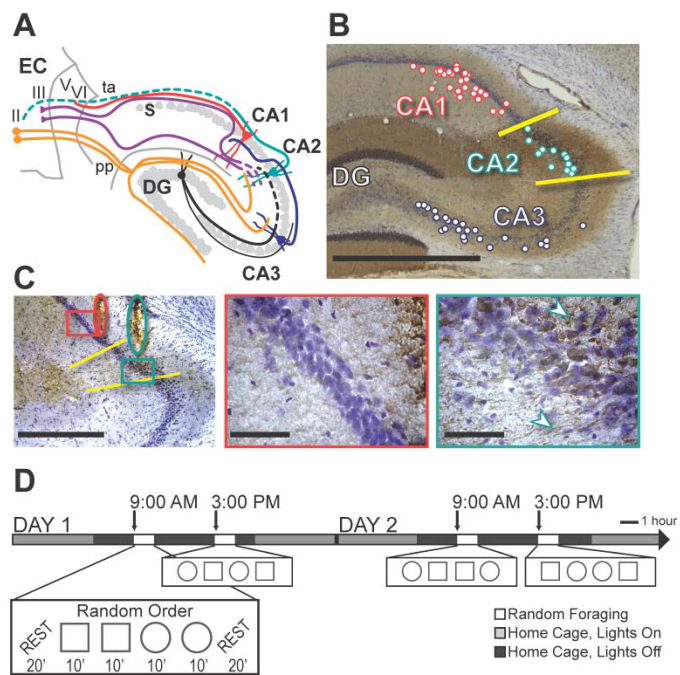 A
EC
V
VI
ta
III
II
S
CA1
CA2
pp
DG
CA3
B
CA1
CA2
DG
CA3
C
D
9:00 AM
3:00 PM
9:00 AM
3:00 PM
DAY 1
DAY 2
1 hour
Random Order
REST
REST
20'
10'
10'
10'
10'
20'
Random Foraging
Home Cage, Lights On
Home Cage, Lights Off